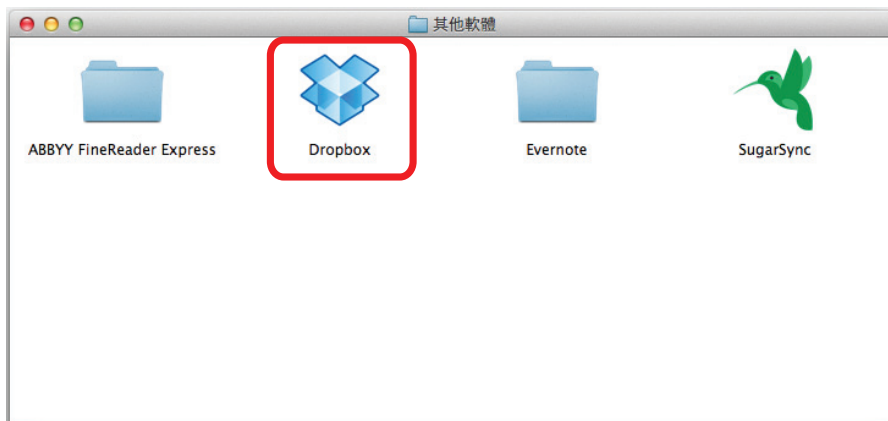 其他軟體
ABBYY FineReader Express
Dropbox
Evernote
SugarSync